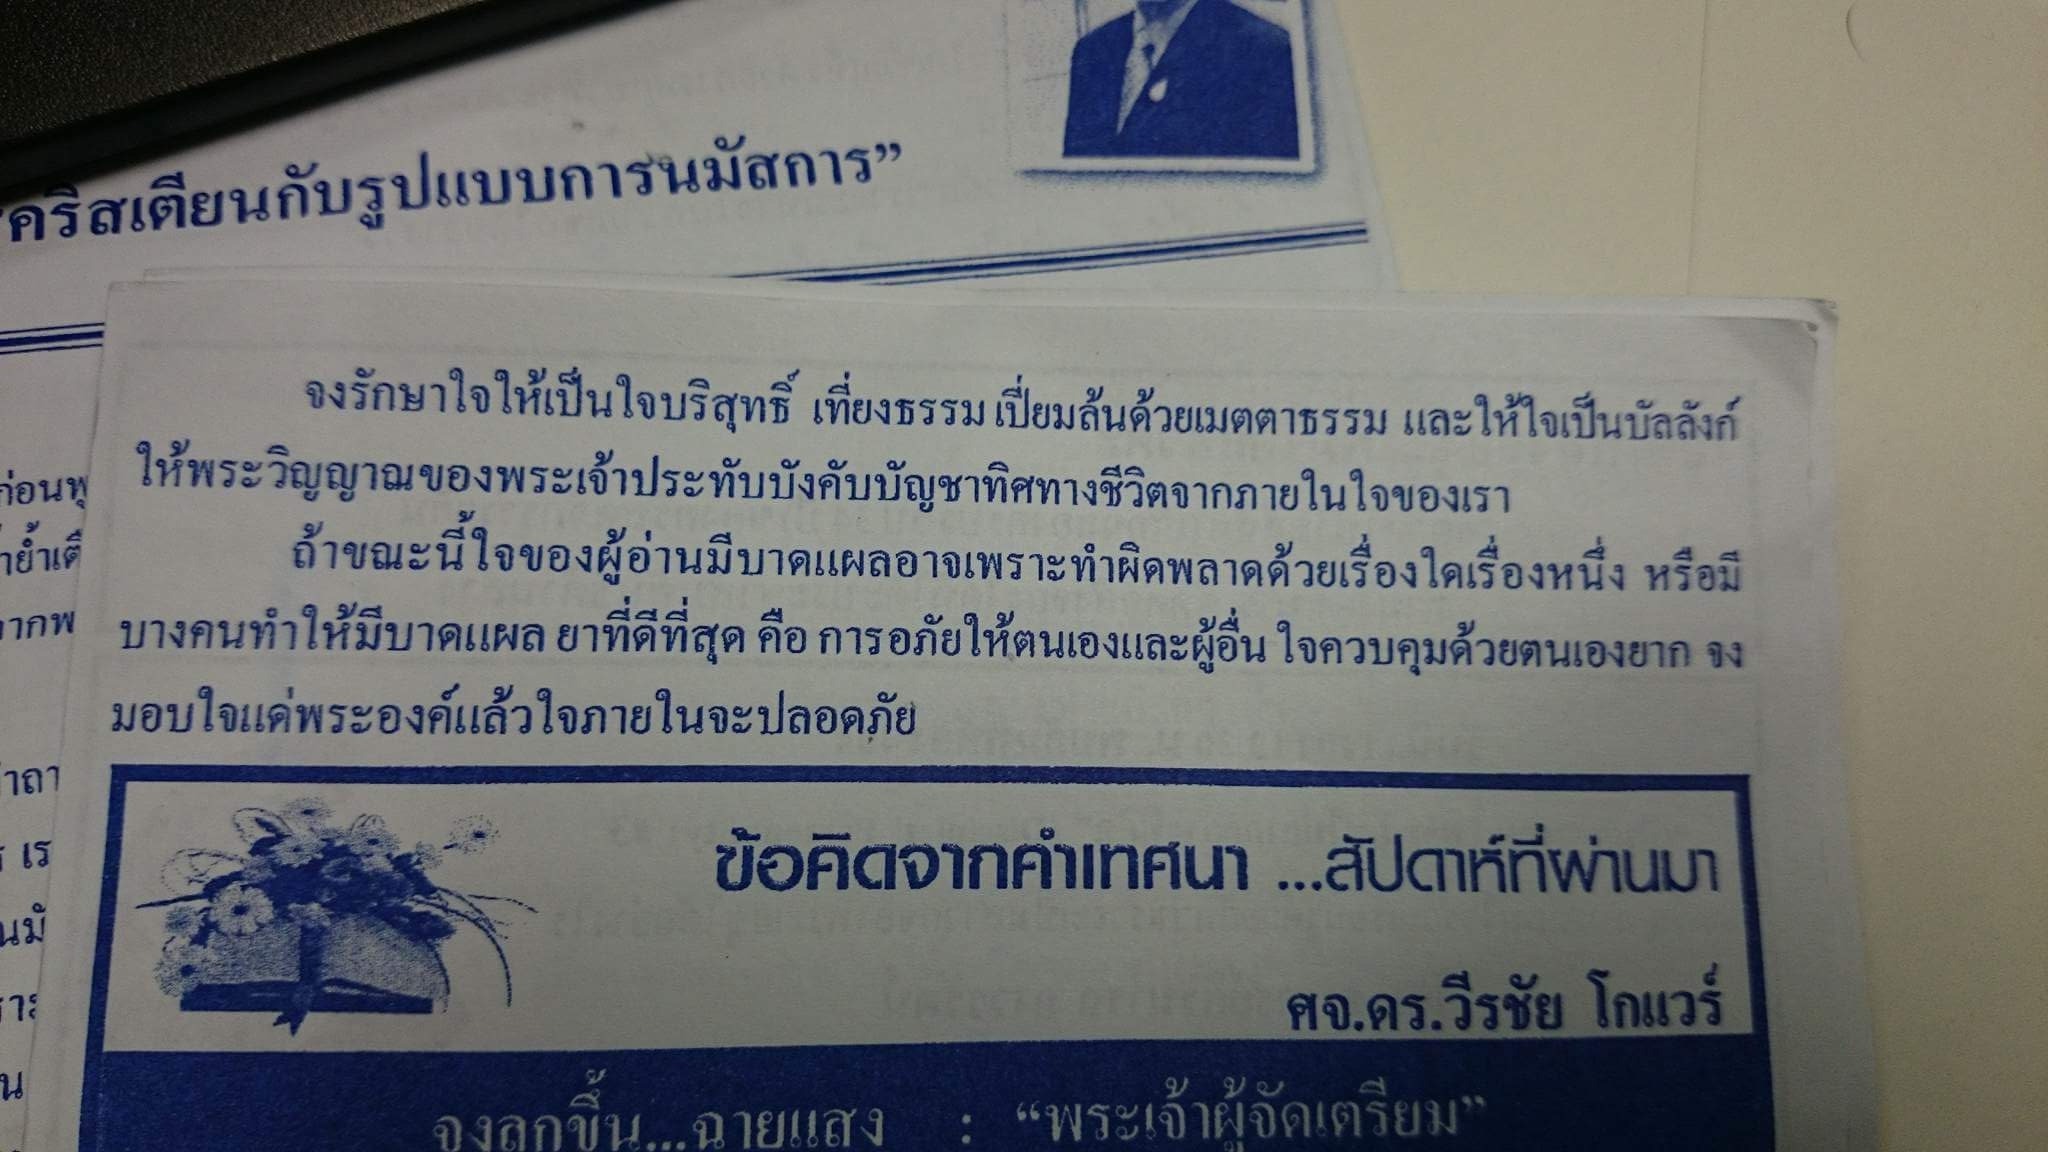 “คริสเตียนกับรูปแบบการนมัสการ”
จงรักษาใจให้เป็นใจบริสุทธิ์ เที่ยงธรรม เปี่ยมล้นด้วยเมตตาธรรม และให้ใจเป็นบัลลังก์
ให้พระวิญญาณของพระเจ้าประทับบังคับบัญชาทิศทางชีวิตจากภายในใจของเรา
ถ้าขณะนี้ใจของผู้อ่านมีบาดแผลอาจเพราะทำผิดพลาดด้วยเรื่องใดเรื่องหนึ่ง หรือมี
บางคนทำให้มีบาดแผล ยาที่ดีที่สุด คือ การอภัยให้ตนเองและผู้อื่น ใจควบคุมด้วยตนเองยาก จง
มอบใจแด่พระองค์แล้วใจภายในจะปลอดภัย
ข้อคิดจากคำเทศนา ...สัปดาห์ที่ผ่านมา
ศจ.ดร.วีรชัย โกแวร์
จงลุกขึ้น...ฉายแสง : “พระเจ้าผู้จัดเตรียม”